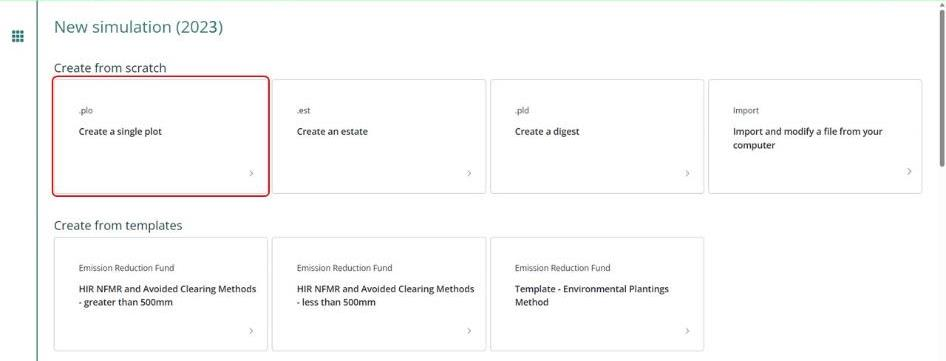 New simulation (2023)
Create from scratch
.plo
Create a single plot
.est
Create an estate
.pld
Create a digest
Import
Import and modify a file from your
computer
Create from templates
Emission Reduction Fund
HIR NFMR and Avoided Clearing Methods
- greater than 500mm
Emission Reduction Fund
HIR NFMR and Avoided Clearing Methods
- less than 500mm
Emission Reduction Fund
Template - Environmental Plantings
Method